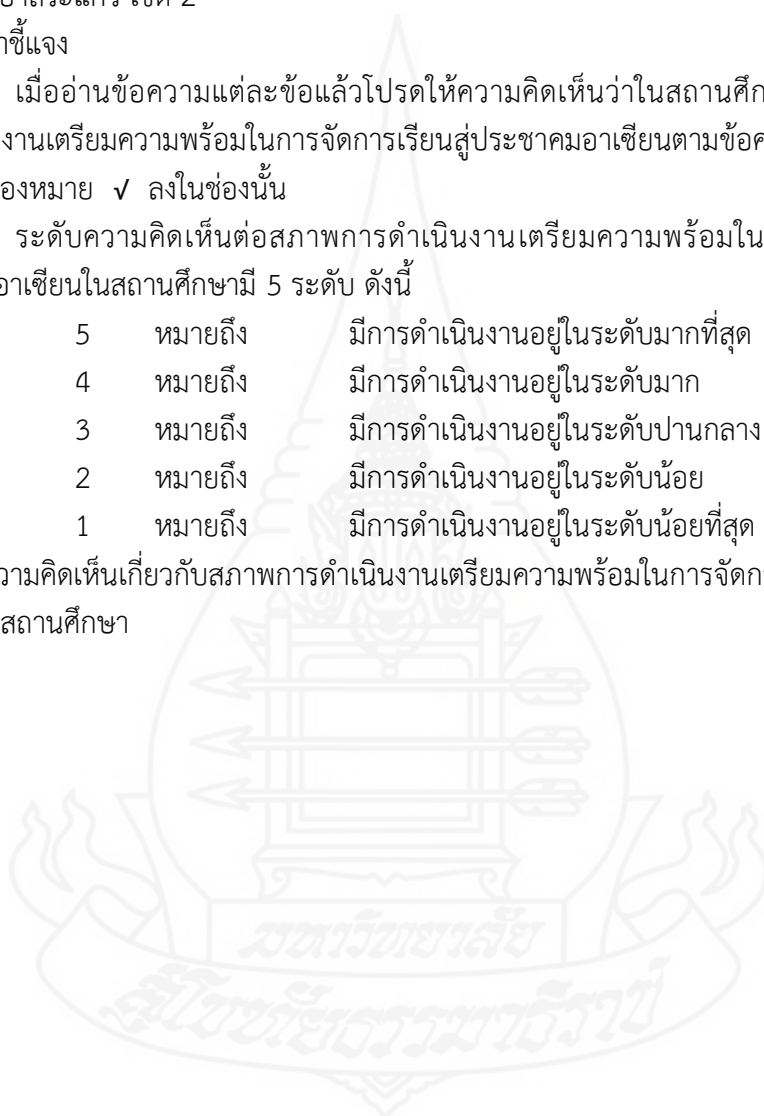 าชี้แจง
เมื่ออ่านข้อความแต่ละข้อแล้วโปรดให้ความคิดเห็นว่าในสถานศึก
งานเตรียมความพร้อมในการจัดการเรียนสู่ประชาคมอาเซียนตามข้อค
องหมาย √ ลงในช่องนั้น
ระดับความคิดเห็นต่อสภาพการดำเนินงานเตรียมความพร้อมใน
อาเซียนในสถานศึกษามี 5 ระดับ ดังนี้
5 หมายถึง มีการดำเนินงานอยู่ในระดับมากที่สุด
4 หมายถึง มีการดำเนินงานอยู่ในระดับมาก
3 หมายถึง มีการดำเนินงานอยู่ในระดับปานกลาง
2 หมายถึง มีการดำเนินงานอยู่ในระดับน้อย
1 หมายถึง มีการดำเนินงานอยู่ในระดับน้อยที่สุด
วามคิดเห็นเกี่ยวกับสภาพการดำเนินงานเตรียมความพร้อมในการจัดก
สถานศึกษา
มหาวิทยาลัย
สุโขทัยธรรมาธิราช